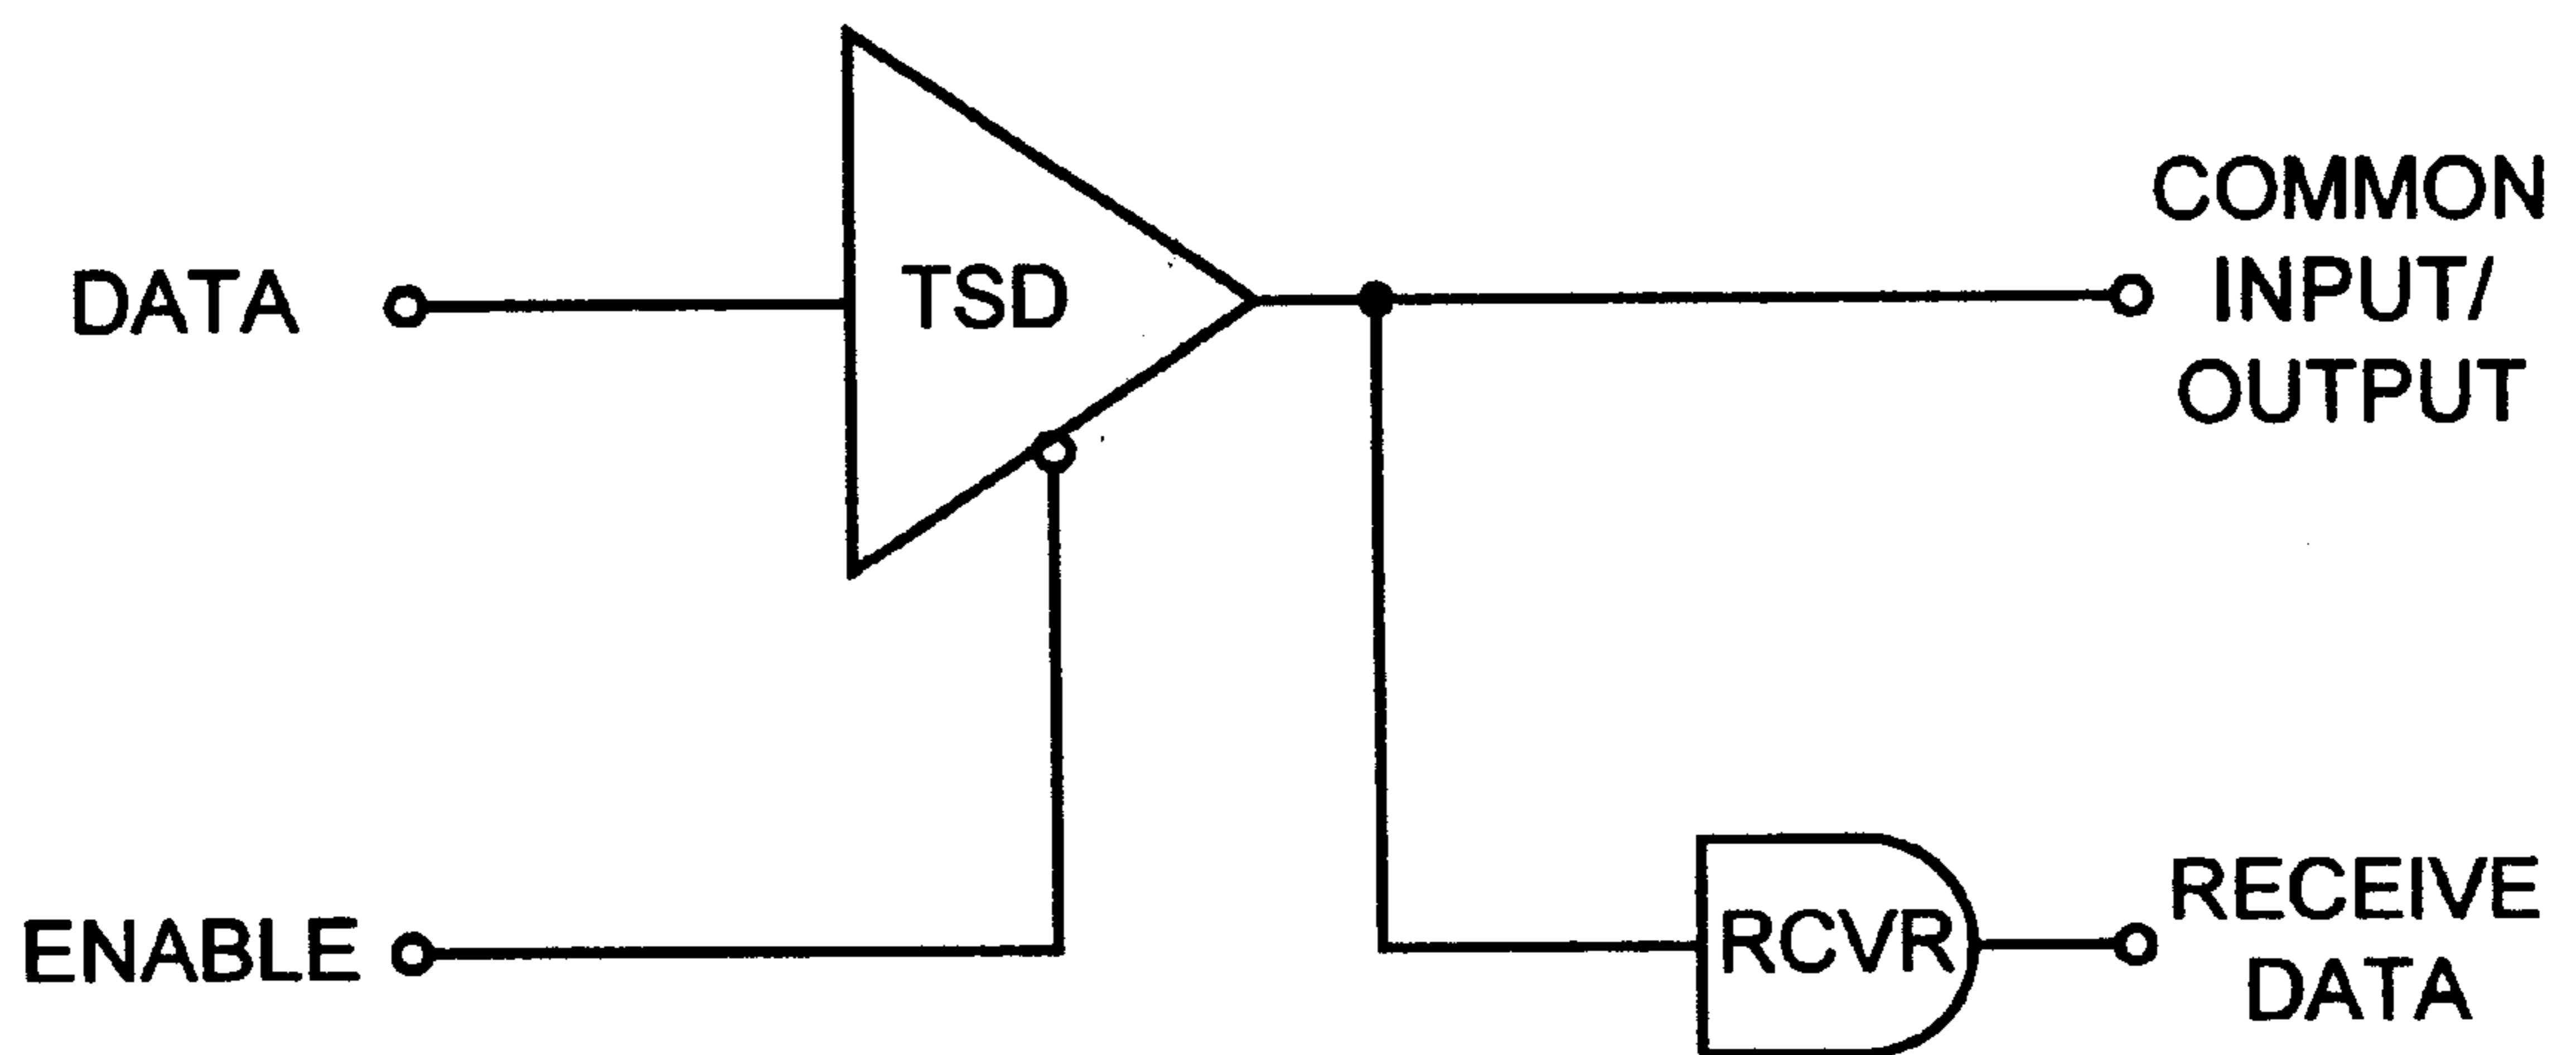 DATA
TSD
COMMON
INPUT/
OUTPUT
ENABLE
RCVR
RECEIVE
DATA